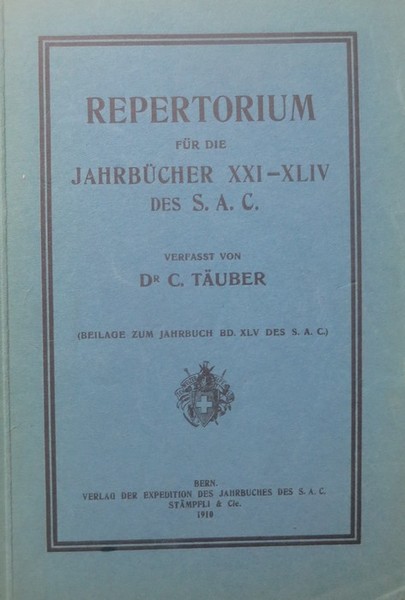 REPERTORIUM
FÜR DIE
JAHRBÜCHER XXI–XLIV
DES S. A. C.
VERFASST VON
DR C. TÄUBER
(BEILAGE ZUM JAHRBUCH BD. XLV DES S. A. C.)
BERN.
VERLAG DER EXPEDITION DES JAHRBUCHES DES S. A. C.
STÄMPFLI & Cie.
1910